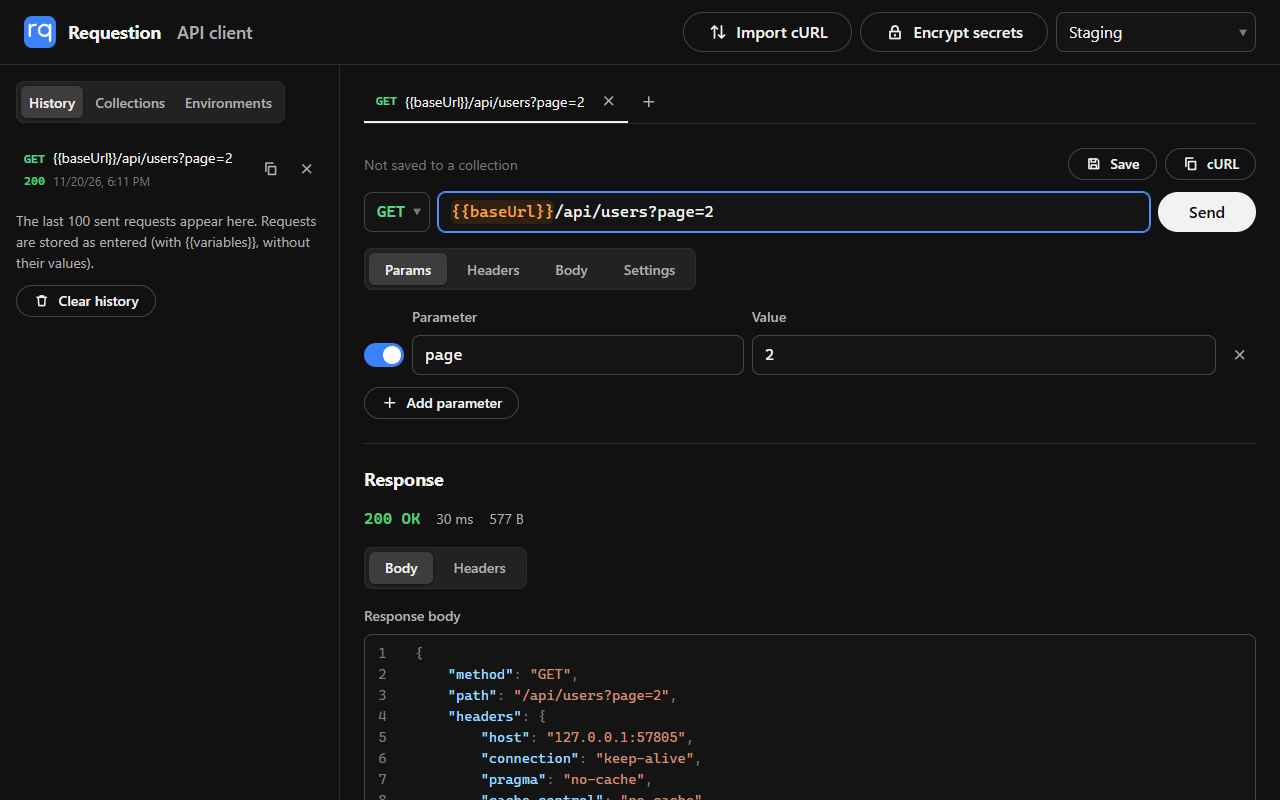 rq Requestion API client Import cURL Encrypt secrets Staging
History Collections Environments
GET {{baseUrl}}/api/users?page=2
200 11/20/26, 6:11 PM
The last 100 sent requests appear here. Requests
are stored as entered (with {{variables}}, without
their values).
Clear history
GET {{baseUrl}}/api/users?page=2
Not saved to a collection Save cURL
GET {{baseUrl}}/api/users?page=2 Send
Params Headers Body Settings
Parameter Value
page 2
Add parameter
Response
200 OK 30 ms 577 B
Body Headers
Response body
1 {
2 "method": "GET",
3 "path": "/api/users?page=2",
4 "headers": {
5 "host": "127.0.0.1:57805",
6 "connection": "keep-alive",
7 "pragma": "no-cache",
8 "cache-control": "no-cache"